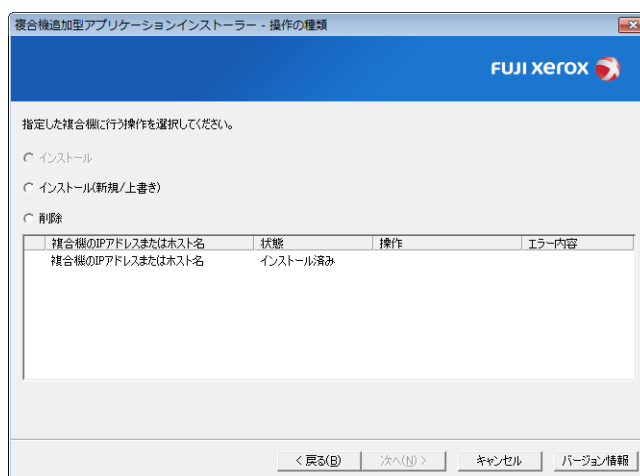 複合機追加型アプリケーションインストーラー - 操作の種類
FUJI xerox
指定した複合機に行う操作を選択してください。
インストール
インストール(新規/上書き)
削除
複合機のIPアドレスまたはホスト名 状態 操作 エラー内容
複合機のIPアドレスまたはホスト名 インストール済み
< 戻る(B) 次へ(N) > キャンセル バージョン情報